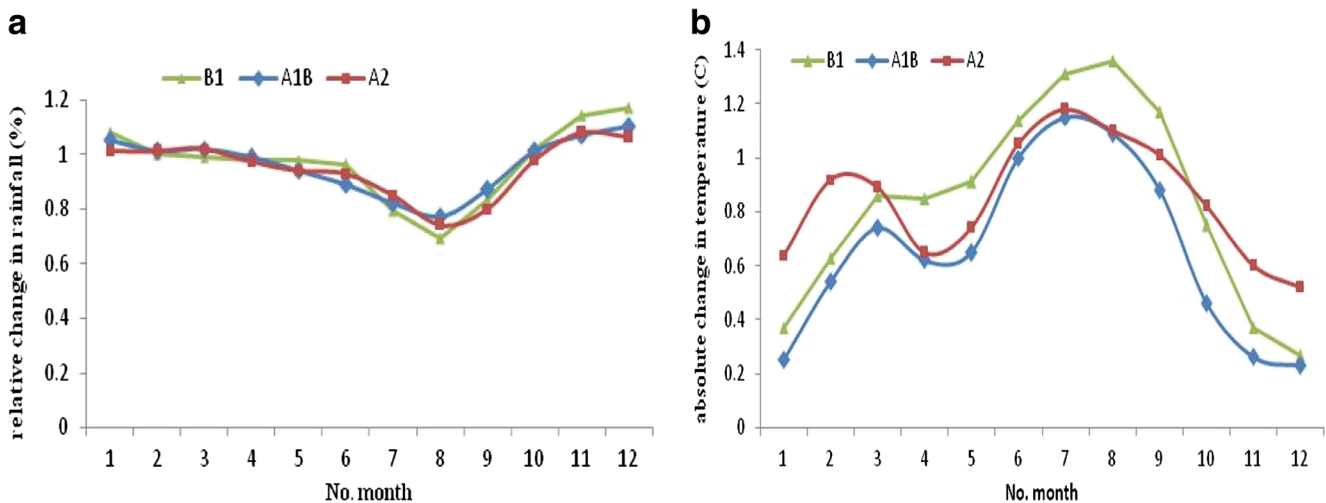 a
B1 A1B A2
relative change in rainfall (%)
1.2
1
0.8
0.6
0.4
0.2
0
1 2 3 4 5 6 7 8 9 10 11 12
No. month
b
B1 A1B A2
absolute change in temperature (C)
1.4
1.2
1
0.8
0.6
0.4
0.2
0
1 2 3 4 5 6 7 8 9 10 11 12
No. month